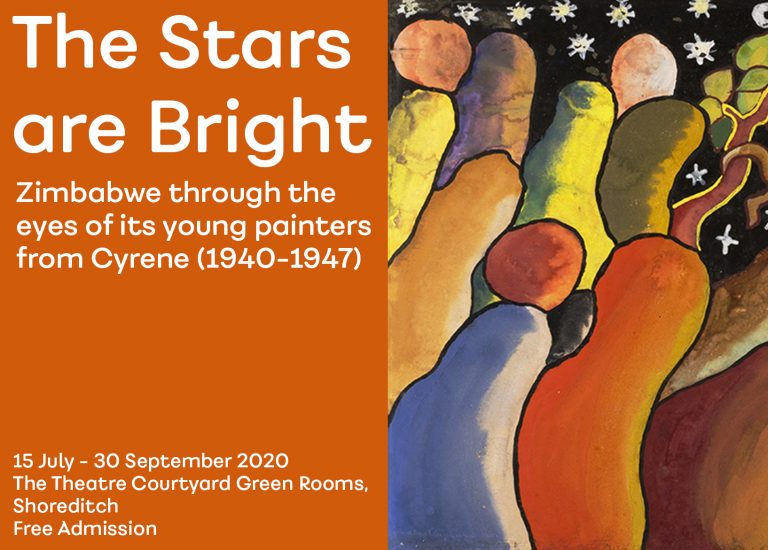 The Stars
are Bright
Zimbabwe through the
eyes of its young painters
from Cyrene (1940-1947)
15 July - 30 September 2020
The Theatre Courtyard Green Rooms,
Shoreditch
Free Admission